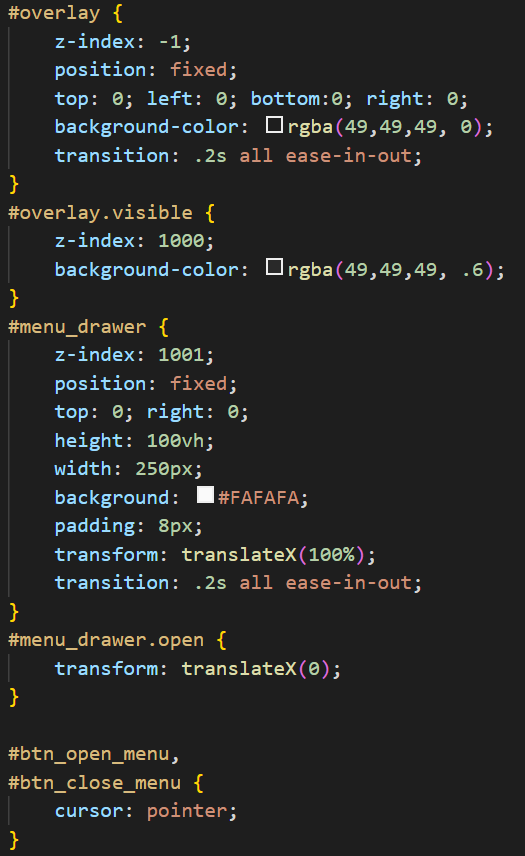 #overlay {
    z-index: -1;
    position: fixed;
    top: 0; left: 0; bottom:0; right: 0;
    background-color: rgba(49,49,49, 0);
    transition: .2s all ease-in-out;
}
#overlay.visible {
    z-index: 1000;
    background-color: rgba(49,49,49, .6);
}
#menu_drawer {
    z-index: 1001;
    position: fixed;
    top: 0; right: 0;
    height: 100vh;
    width: 250px;
    background: #FAFAFA;
    padding: 8px;
    transform: translateX(100%);
    transition: .2s all ease-in-out;
}
#menu_drawer.open {
    transform: translateX(0);
}

#btn_open_menu,
#btn_close_menu {
    cursor: pointer;
}